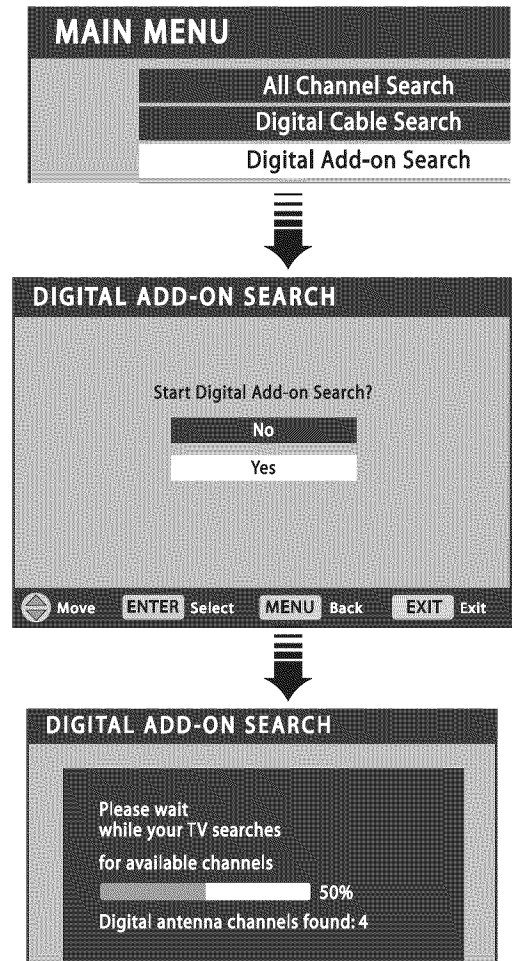 MAIN MENU
All Channel Search
Digital Cable Search
Digital Add-on Search
DIGITAL ADD-ON SEARCH
Start Digital Add-on Search?
No
Yes
Move ENTER Select MENU Back EXIT Exit
DIGITAL ADD-ON SEARCH
Please wait
while your TV searches
for available channels
50%
Digital antenna channels found: 4